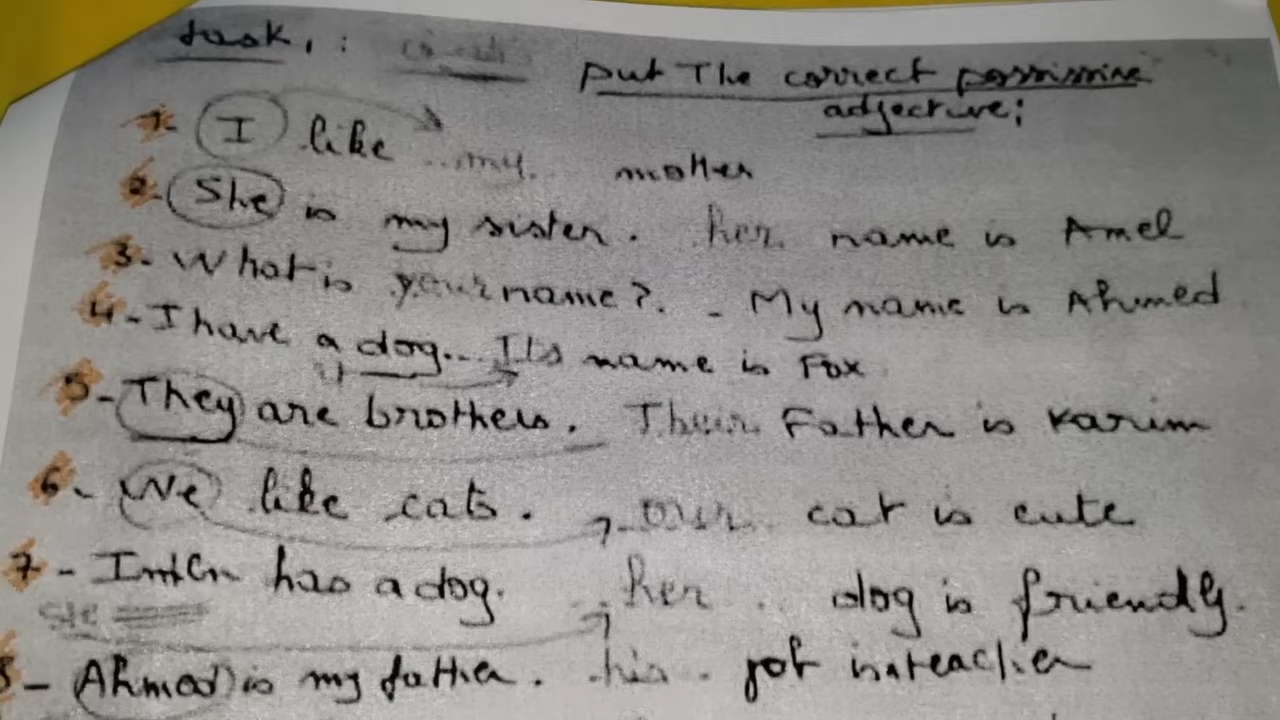 task 1 :
put The correct possissive
adjective :
1- I like ..my.. mother
2- She is my sister. her. name is Amel
3- What is your name?. - My name is Ahmed
4- I have a dog... Its name is Fox
5- They are brothers. Their Father is Karim
6- We like cats. ..our.. cat is cute
7- has a dog. ..her.. dog is friendly.
she
8- Ahmed is my father. .his. job is teacher